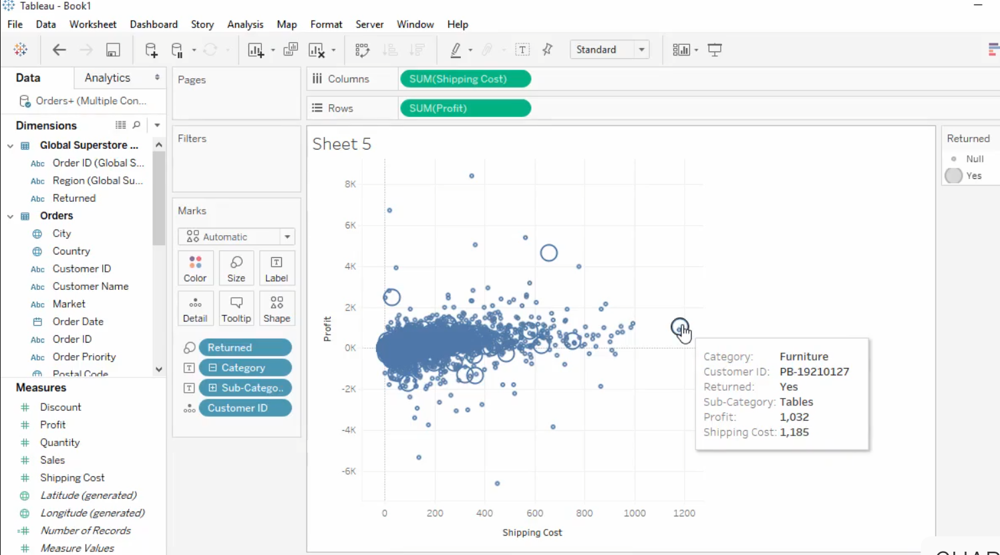 Tableau - Book1
File Data Worksheet Dashboard Story Analysis Map Format Server Window Help
Standard
Data Analytics
Orders+ (Multiple Con...
Dimensions
Global Superstore ...
Abc Order ID (Global S...
Abc Region (Global Su...
Abc Returned
Orders
City
Country
Abc Customer ID
Abc Customer Name
Abc Market
Order Date
Abc Order ID
Abc Order Priority
Postal Code
Measures
# Discount
# Profit
# Quantity
# Sales
# Shipping Cost
Latitude (generated)
Longitude (generated)
=# Number of Records
# Measure Values
Pages
Filters
Marks
Automatic
Color Size Label
Detail Tooltip Shape
Returned
Category
Sub-Catego..
Customer ID
Columns SUM(Shipping Cost)
Rows SUM(Profit)
Sheet 5
8K
6K
4K
2K
0K
-2K
-4K
-6K
Profit
0 200 400 600 800 1000 1200
Shipping Cost
Category: Furniture
Customer ID: PB-19210127
Returned: Yes
Sub-Category: Tables
Profit: 1,032
Shipping Cost: 1,185
Returned
Null
Yes